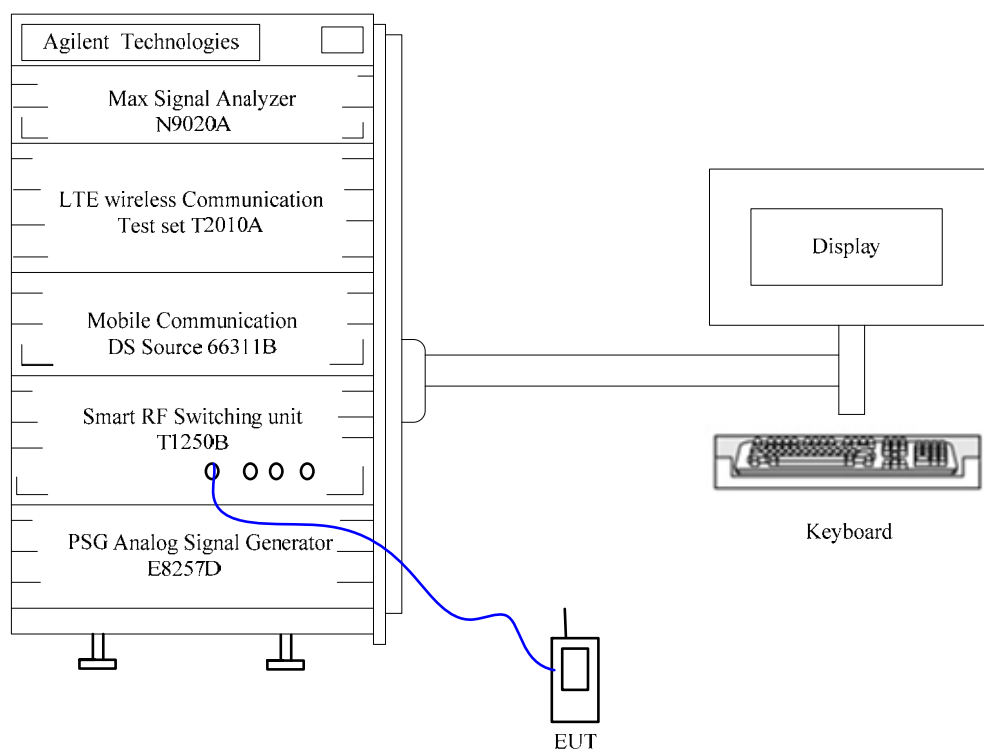 Agilent Technologies
Max Signal Analyzer
N9020A
LTE wireless Communication
Test set T2010A
Mobile Communication
DS Source 66311B
Smart RF Switching unit
T1250B
PSG Analog Signal Generator
E8257D
Display
Keyboard
EUT